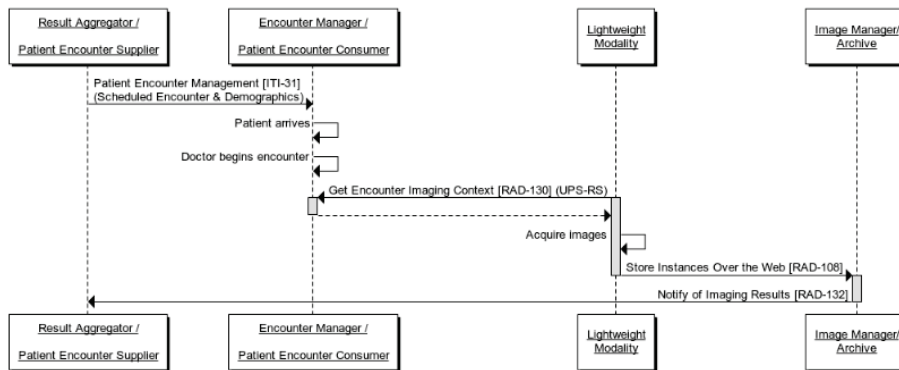 Result Aggregator /
Patient Encounter Supplier
Encounter Manager /
Patient Encounter Consumer
Lightweight
Modality
Image Manager/
Archive
Patient Encounter Management [ITI-31]
(Scheduled Encounter & Demographics)
Patient arrives
Doctor begins encounter
Get Encounter Imaging Context [RAD-130] (UPS-RS)
Acquire images
Store Instances Over the Web [RAD-108]
Notify of Imaging Results [RAD-132]
Result Aggregator /
Patient Encounter Supplier
Encounter Manager /
Patient Encounter Consumer
Lightweight
Modality
Image Manager/
Archive